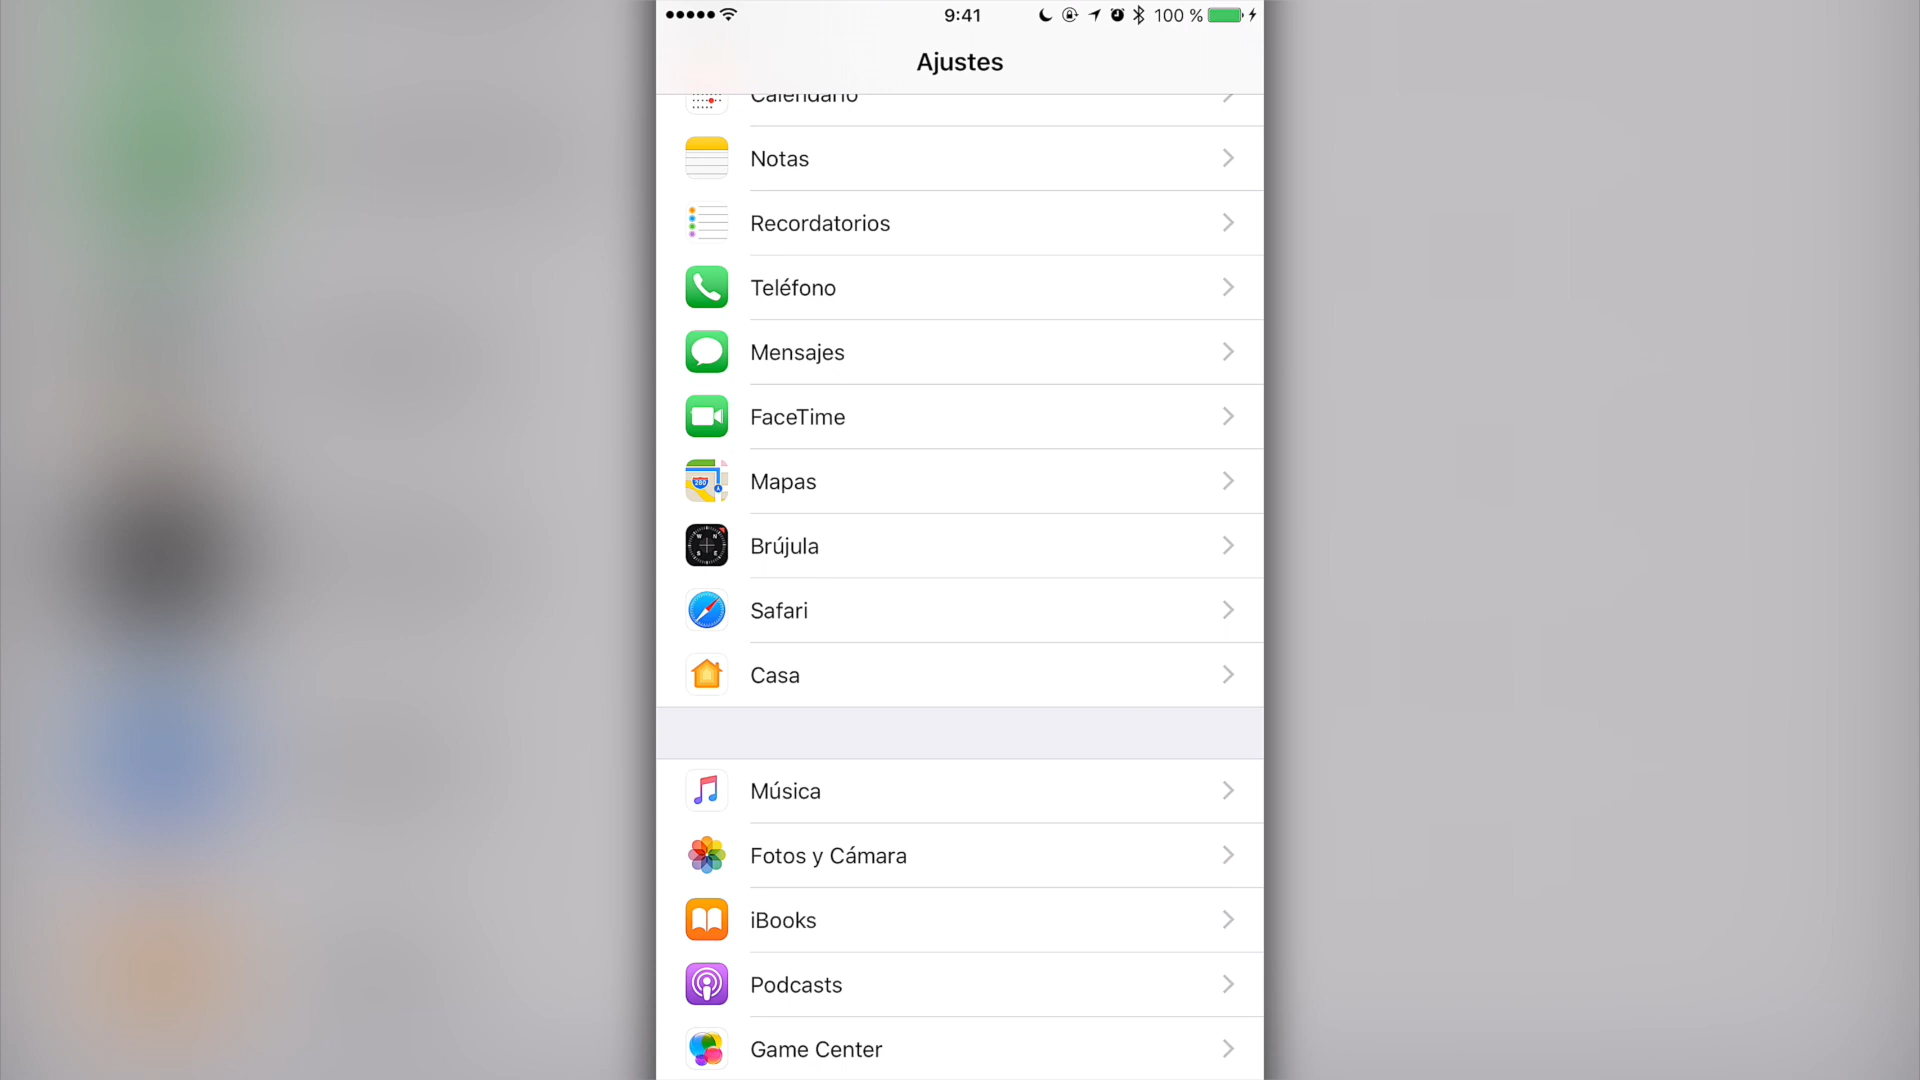 9:41
100 %
Ajustes
Calendario
Notas
Recordatorios
Teléfono
Mensajes
FaceTime
Mapas
Brújula
Safari
Casa
Música
Fotos y Cámara
iBooks
Podcasts
Game Center